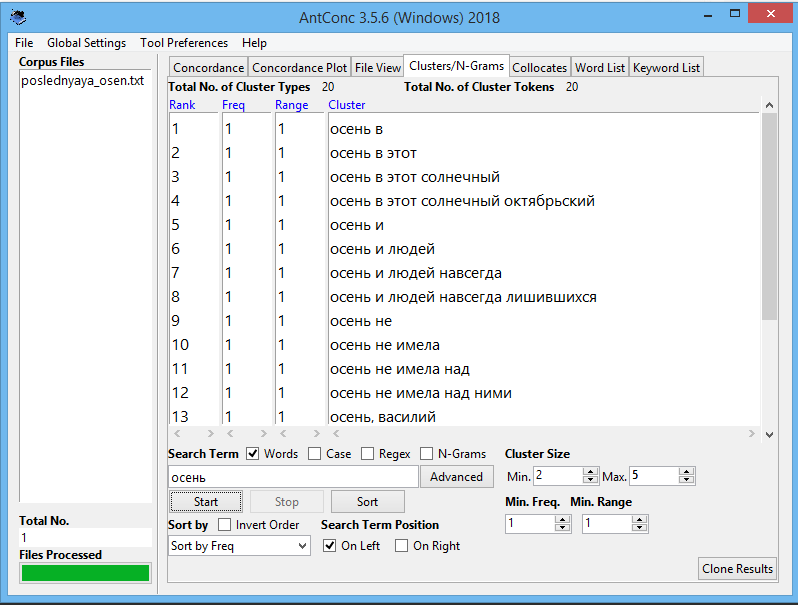 AntConc 3.5.6 (Windows) 2018
File Global Settings Tool Preferences Help
Corpus Files
poslednyaya_osen.txt
Concordance Concordance Plot File View Clusters/N-Grams Collocates Word List Keyword List
Total No. of Cluster Types 20 Total No. of Cluster Tokens 20
Rank Freq Range Cluster
1 1 1 осень в
2 1 1 осень в этот
3 1 1 осень в этот солнечный
4 1 1 осень в этот солнечный октябрьский
5 1 1 осень и
6 1 1 осень и людей
7 1 1 осень и людей навсегда
8 1 1 осень и людей навсегда лишившихся
9 1 1 осень не
10 1 1 осень не имела
11 1 1 осень не имела над
12 1 1 осень не имела над ними
13 1 1 осень, василий
Search Term Words Case Regex N-Grams Cluster Size
осень Advanced Min. 2 Max. 5
Start Stop Sort Min. Freq. Min. Range
Sort by Invert Order Search Term Position 1 1
Sort by Freq On Left On Right
Total No.
1
Files Processed
Clone Results